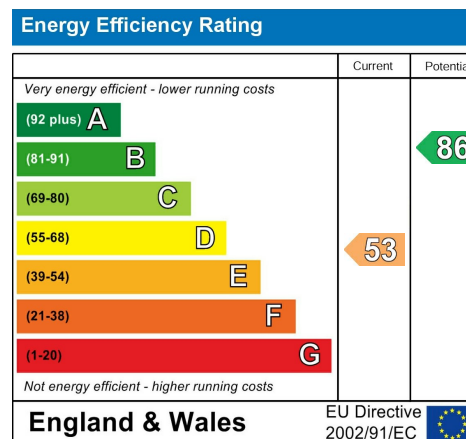 Energy Efficiency Rating
Current Potentia
Very energy efficient - lower running costs
(92 plus) A
(81-91) B
86
(69-80) C
(55-68) D
53
(39-54) E
(21-38) F
(1-20) G
Not energy efficient - higher running costs
England & Wales
EU Directive
2002/91/EC